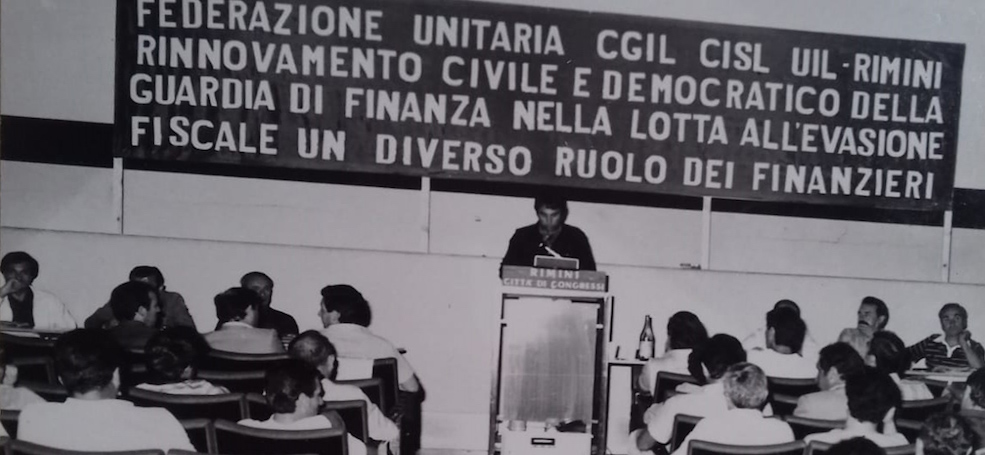 FEDERAZIONE UNITARIA CGIL CISL UIL-RIMINI
RINNOVAMENTO CIVILE E DEMOCRATICO DELLA
GUARDIA DI FINANZA NELLA LOTTA ALL'EVASIONE
FISCALE UN DIVERSO RUOLO DEI FINANZIERI
RIMINI
CITTÀ DI CONGRESSI